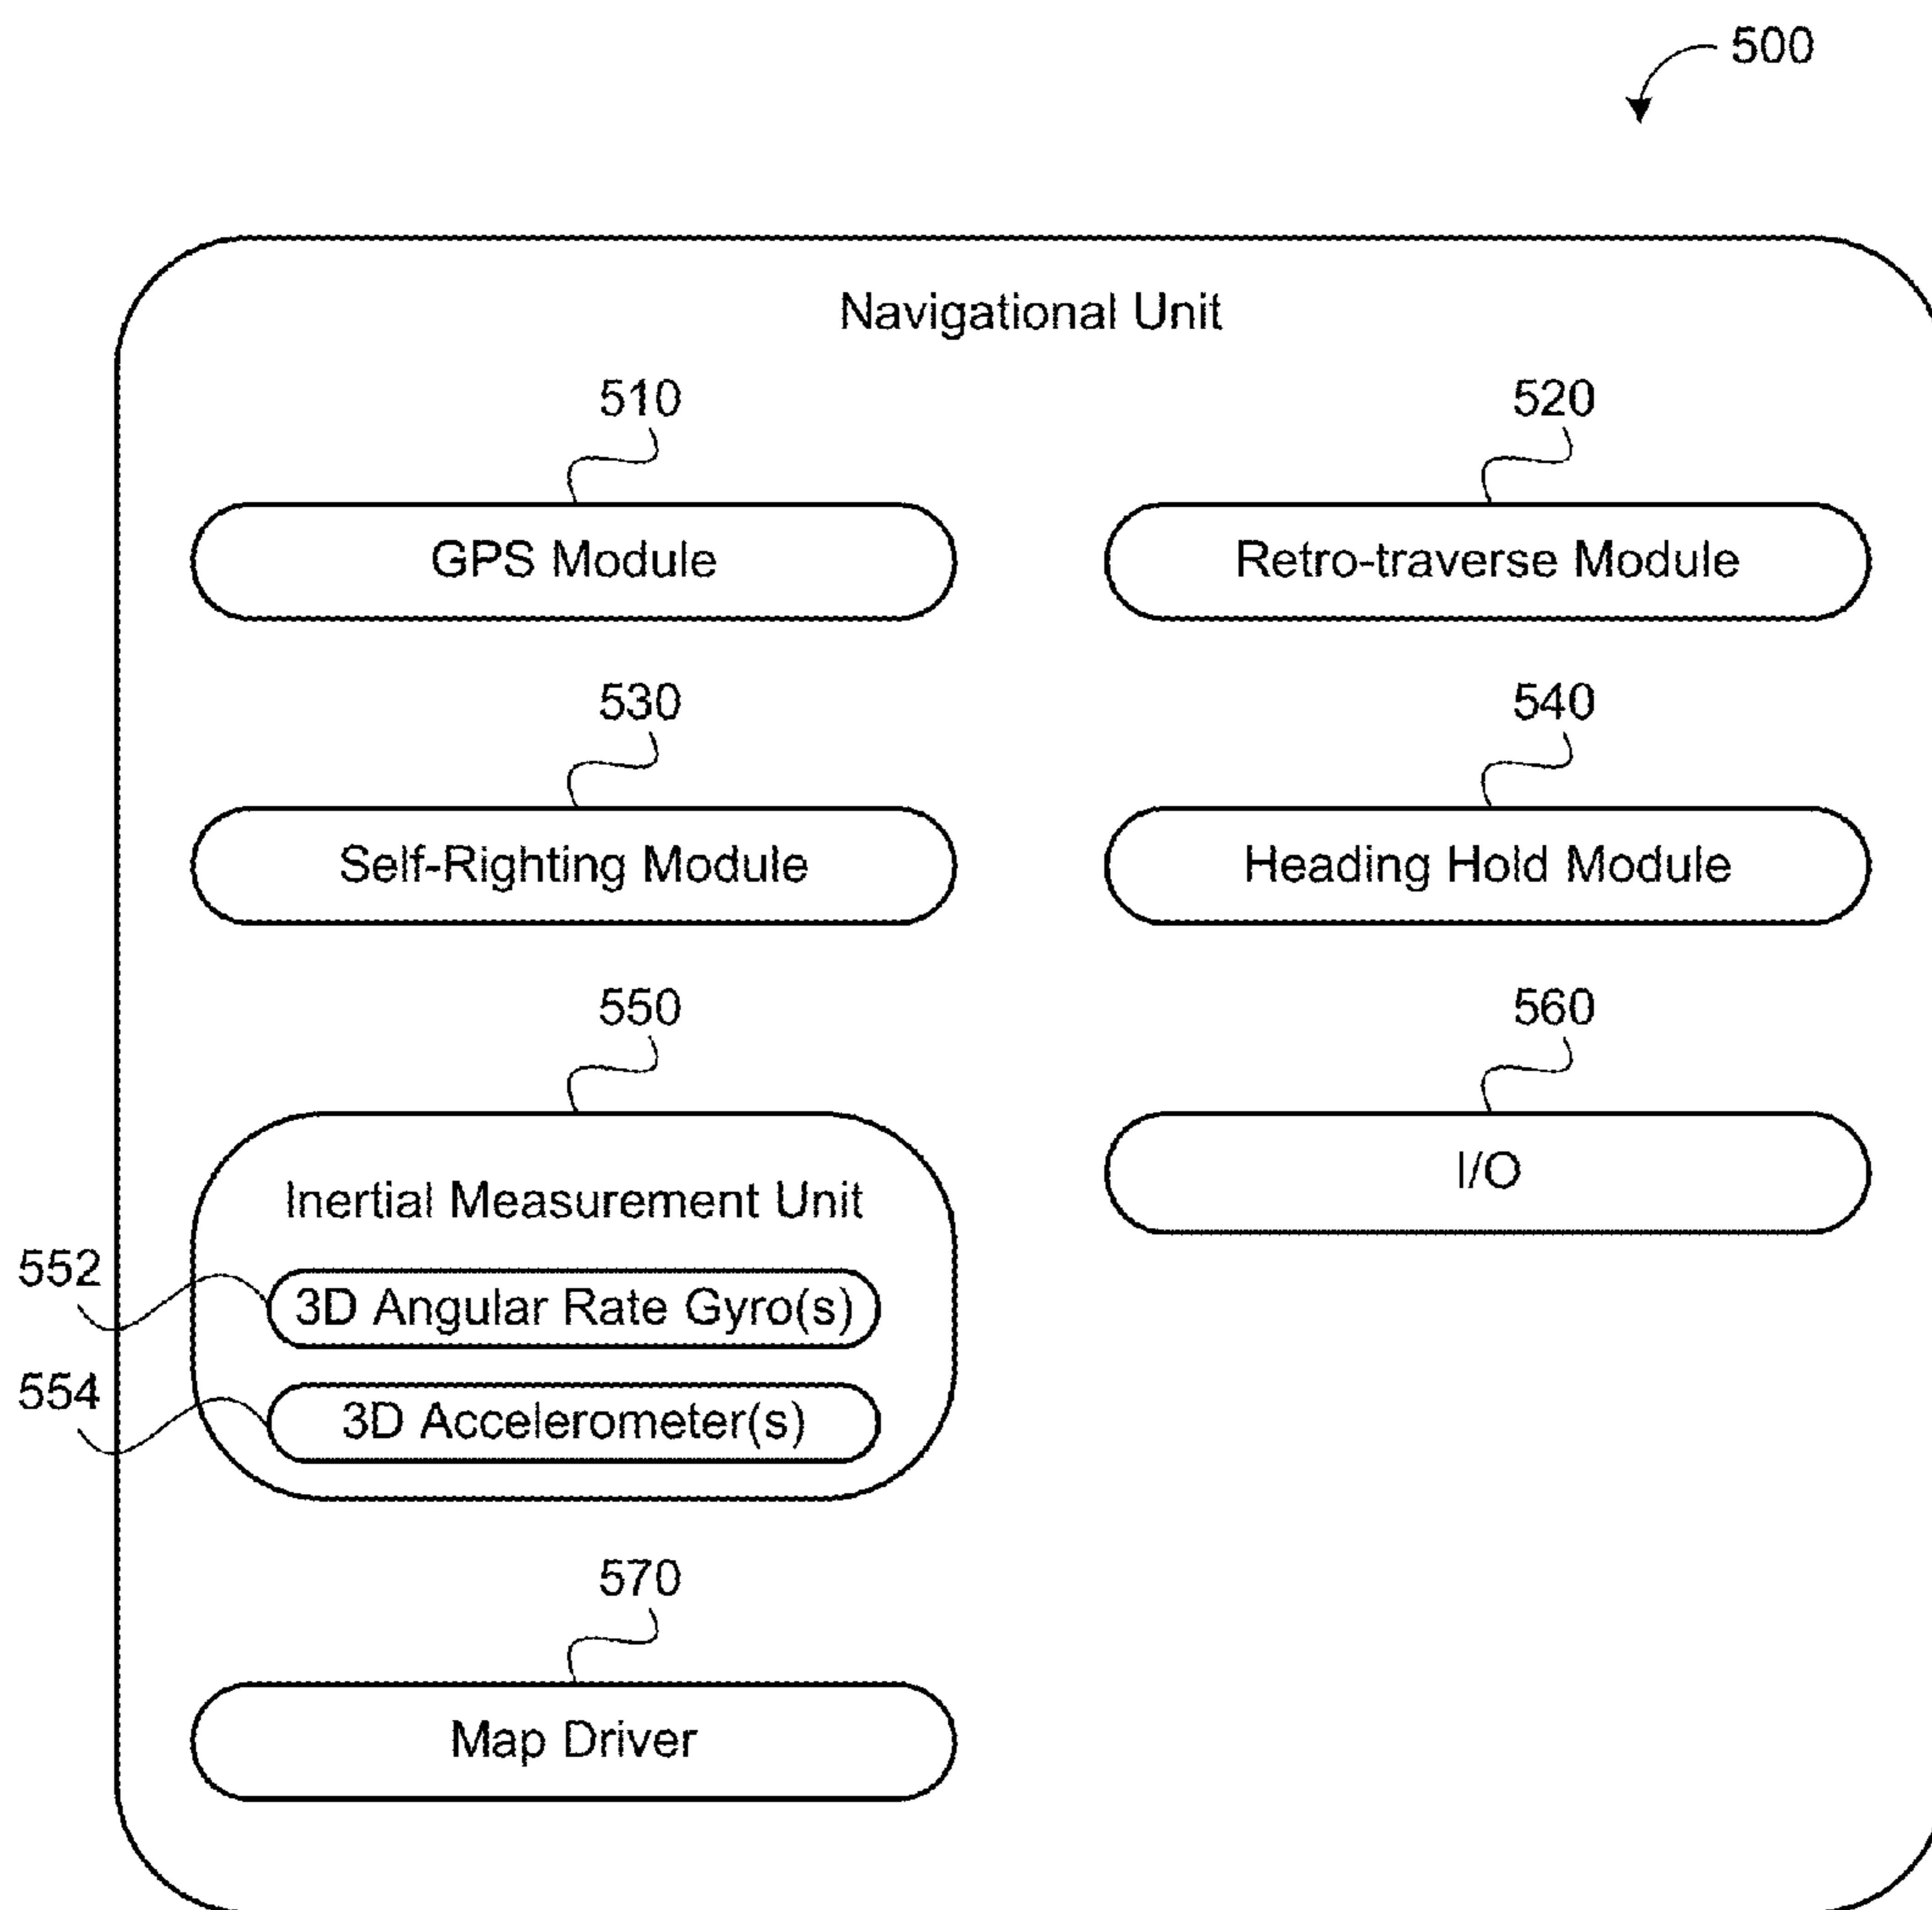 500
Navigational Unit
510
520
GPS Module
Retro-traverse Module
530
540
Self-Righting Module
Heading Hold Module
550
560
Inertial Measurement Unit
I/O
552
3D Angular Rate Gyro(s)
554
3D Accelerometer(s)
570
Map Driver